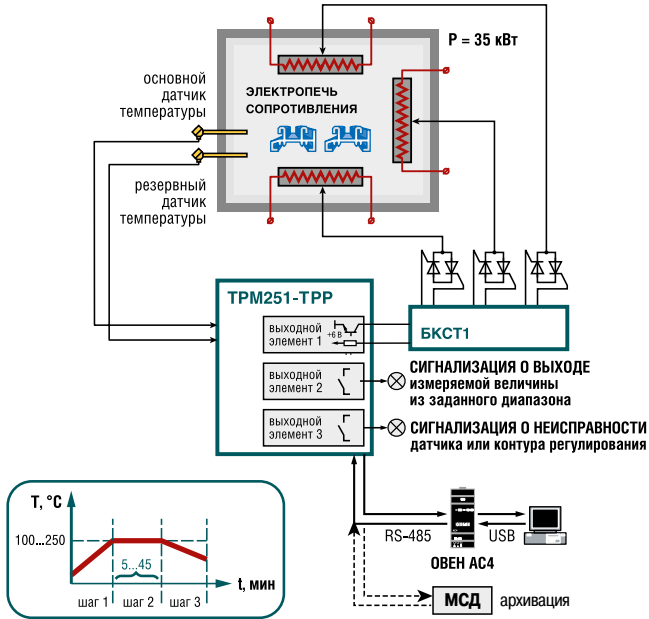 P = 35 кВт
основной
датчик
температуры
ЭЛЕКТРОПЕЧЬ
СОПРОТИВЛЕНИЯ
резервный
датчик
температуры
ТРМ251-ТРР
БКСТ1
выходной
элемент 1
+6 В
выходной
элемент 2
СИГНАЛИЗАЦИЯ О ВЫХОДЕ
измеряемой величины
из заданного диапазона
выходной
элемент 3
СИГНАЛИЗАЦИЯ О НЕИСПРАВНОСТИ
датчика или контура регулирования
T, °C
100...250
5...45
t, мин
шаг 1
шаг 2
шаг 3
RS-485
USB
ОВЕН АС4
МСД
архивация